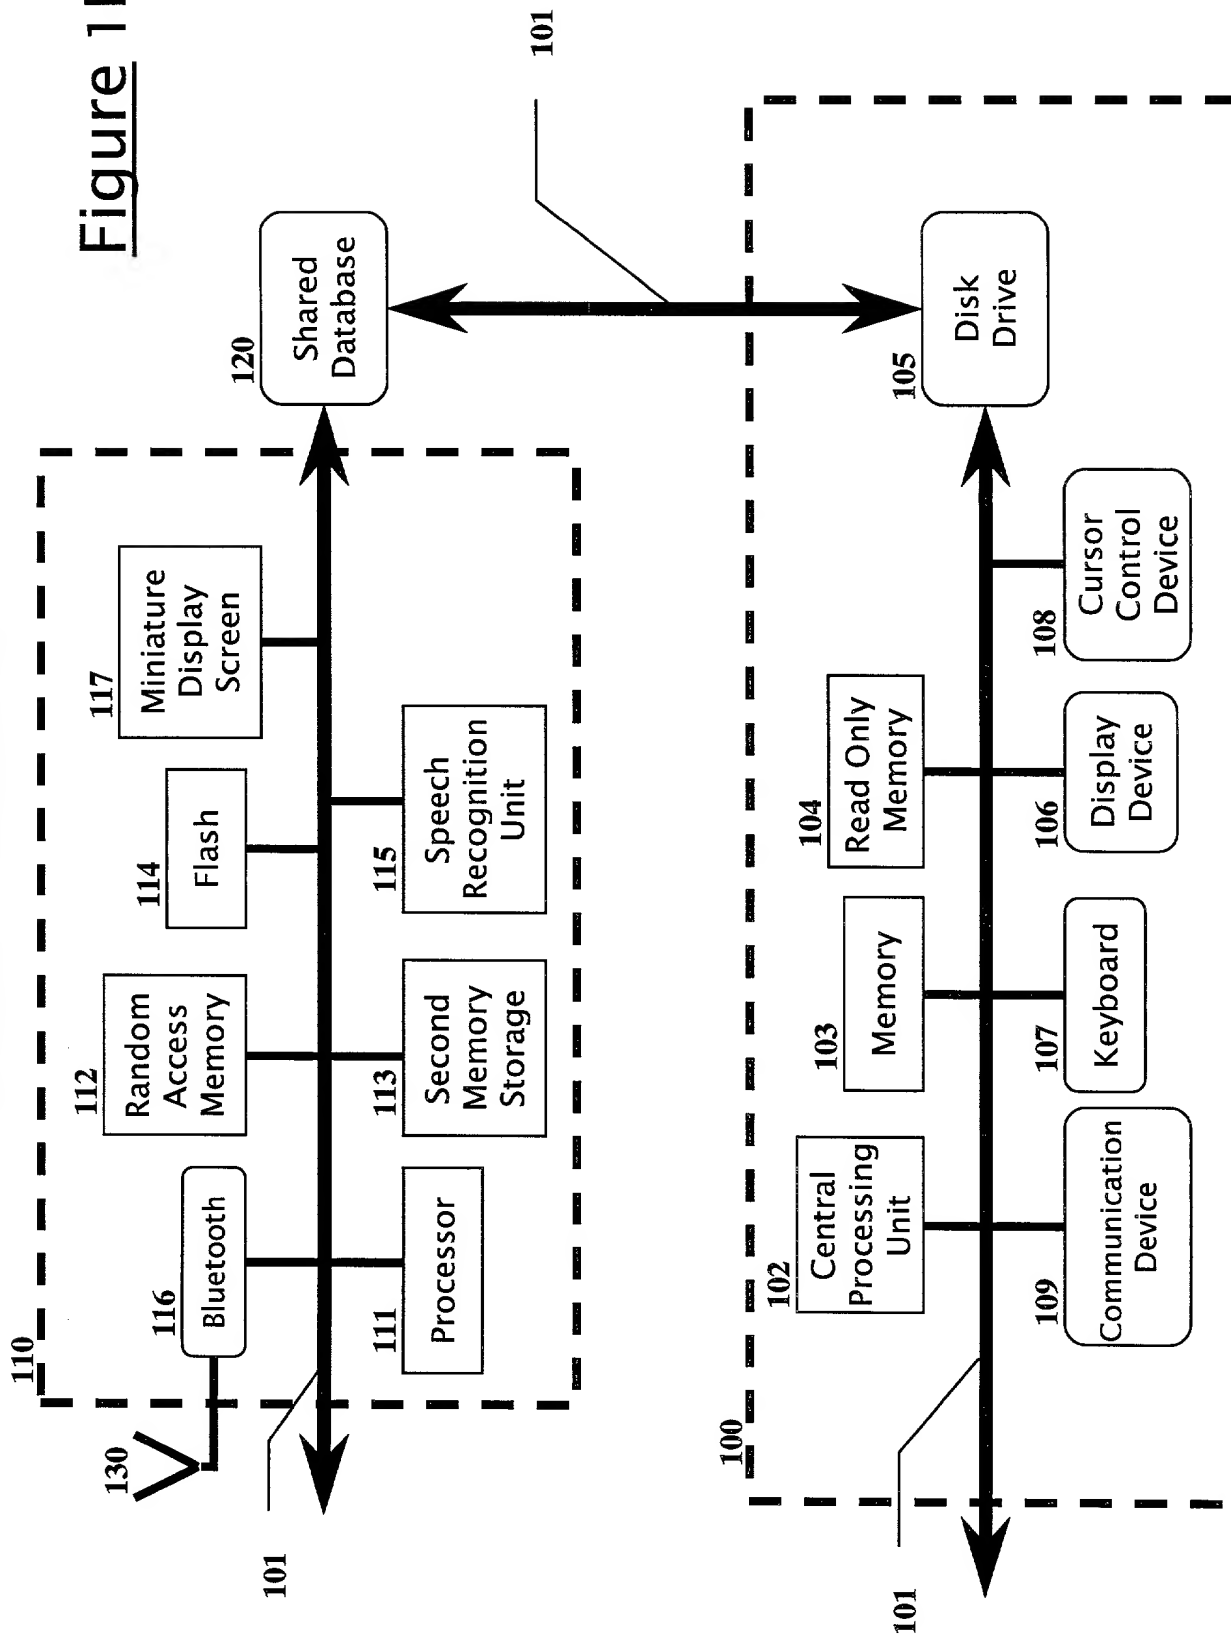 Figure 1
110
130
116
Bluetooth
112
Random
Access
Memory
114
Flash
117
Miniature
Display
Screen
101
111
Processor
113
Second
Memory
Storage
115
Speech
Recognition
Unit
120
Shared
Database
101
100
102
Central
Processing
Unit
103
Memory
104
Read Only
Memory
101
109
Communication
Device
107
Keyboard
106
Display
Device
108
Cursor
Control
Device
105
Disk
Drive